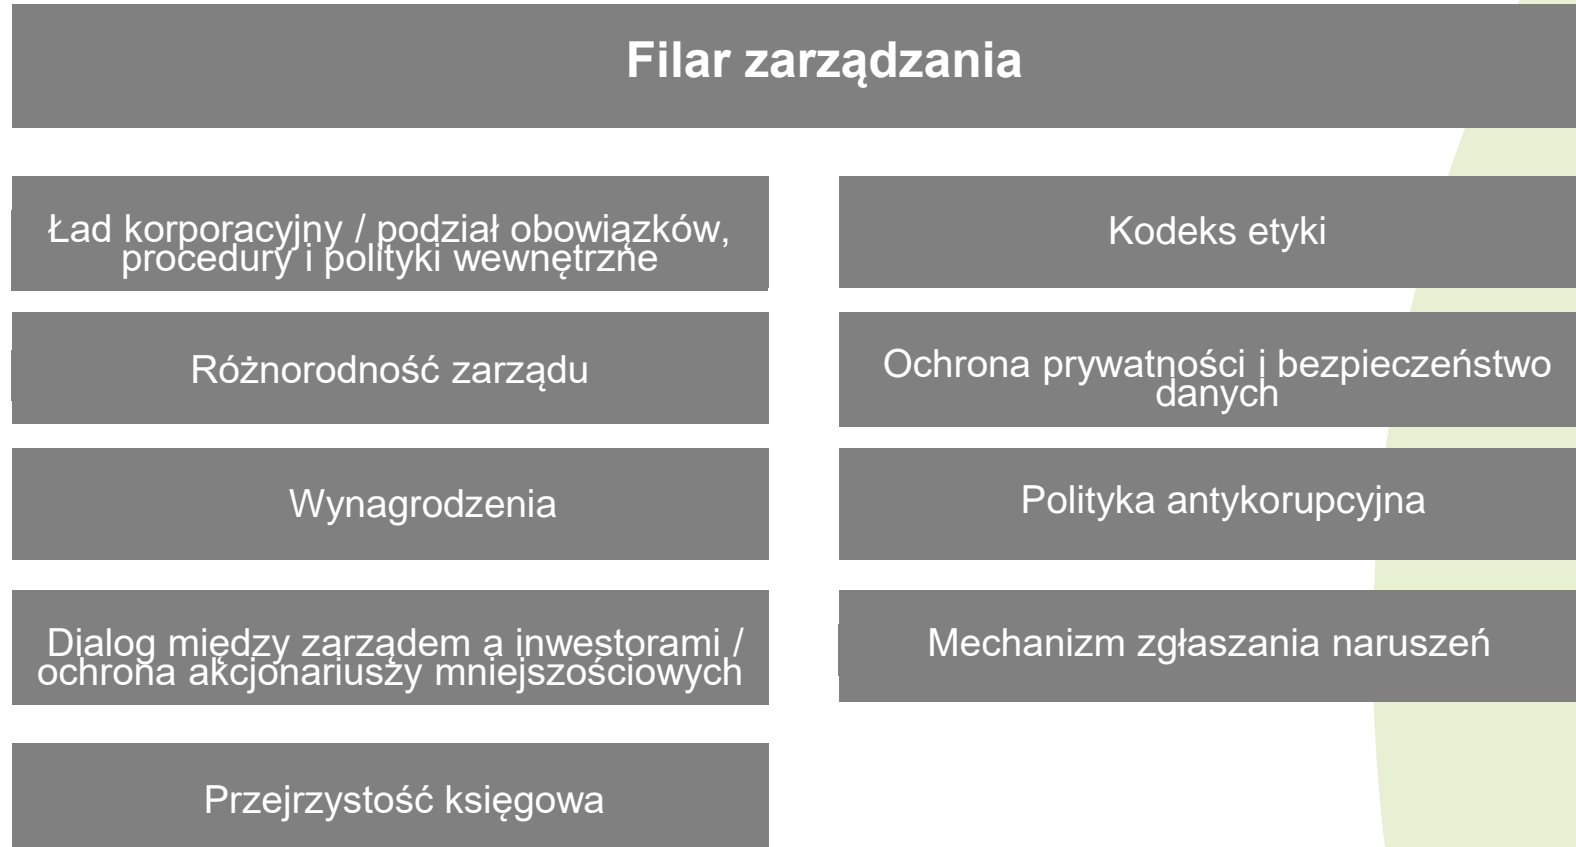 Filar zarządzania
Ład korporacyjny / podział obowiązków,
procedury i polityki wewnętrzne
Kodeks etyki
Różnorodność zarządu
Ochrona prywatności i bezpieczeństwo
danych
Wynagrodzenia
Polityka antykorupcyjna
Dialog między zarządem a inwestorami /
ochrona akcjonariuszy mniejszościowych
Mechanizm zgłaszania naruszeń
Przejrzystość księgowa